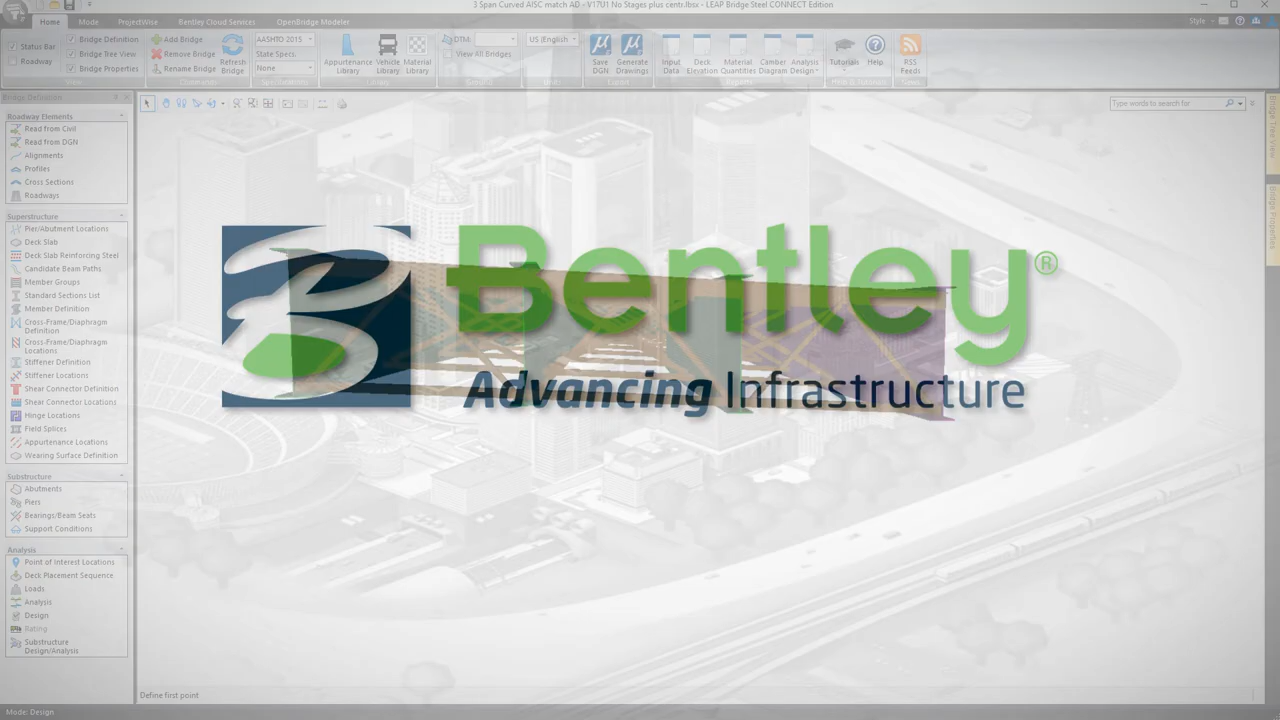 3 Span Curved AISC match AD - V17U1 No Stages plus centr.lbsx - LEAP Bridge Steel CONNECT Edition
Home Mode ProjectWise Bentley Cloud Services OpenBridge Modeler Style
Status Bar
Roadway
Bridge Definition
Bridge Tree View
Bridge Properties
Add Bridge
Remove Bridge
Rename Bridge
Refresh
Bridge
AASHTO 2015
State Specs.
None
Appurtenance
Library
Vehicle
Library
Material
Library
Library
DTM:
View All Bridges
US |English
Save
DGN
Generate
Drawings
Input
Data
Deck
Elevation
Material
Quantities
Camber
Diagram
Analysis
Design
Tutorials
Help
RSS
Feeds
Bridge Definition
Type words to search for
Bridge Tree View
Bridge Properties
Roadway Elements
Read from Civil
Read from DGN
Alignments
Profiles
Cross Sections
Roadways
Superstructure
Pier/Abutment Locations
Deck Slab
Deck Slab Reinforcing Steel
Candidate Beam Paths
Member Groups
Standard Sections List
Member Definition
Cross-Frame/Diaphragm
Definition
Cross-Frame/Diaphragm
Locations
Stiffener Definition
Stiffener Locations
Shear Connector Definition
Shear Connector Locations
Hinge Locations
Field Splices
Appurtenance Locations
Wearing Surface Definition
Substructure
Abutments
Piers
Bearings/Beam Seats
Support Conditions
Analysis
Point of Interest Locations
Deck Placement Sequence
Loads
Analysis
Design
Rating
Substructure
Design/Analysis
Bentley®
Advancing Infrastructure
Define first point
Mode: Design